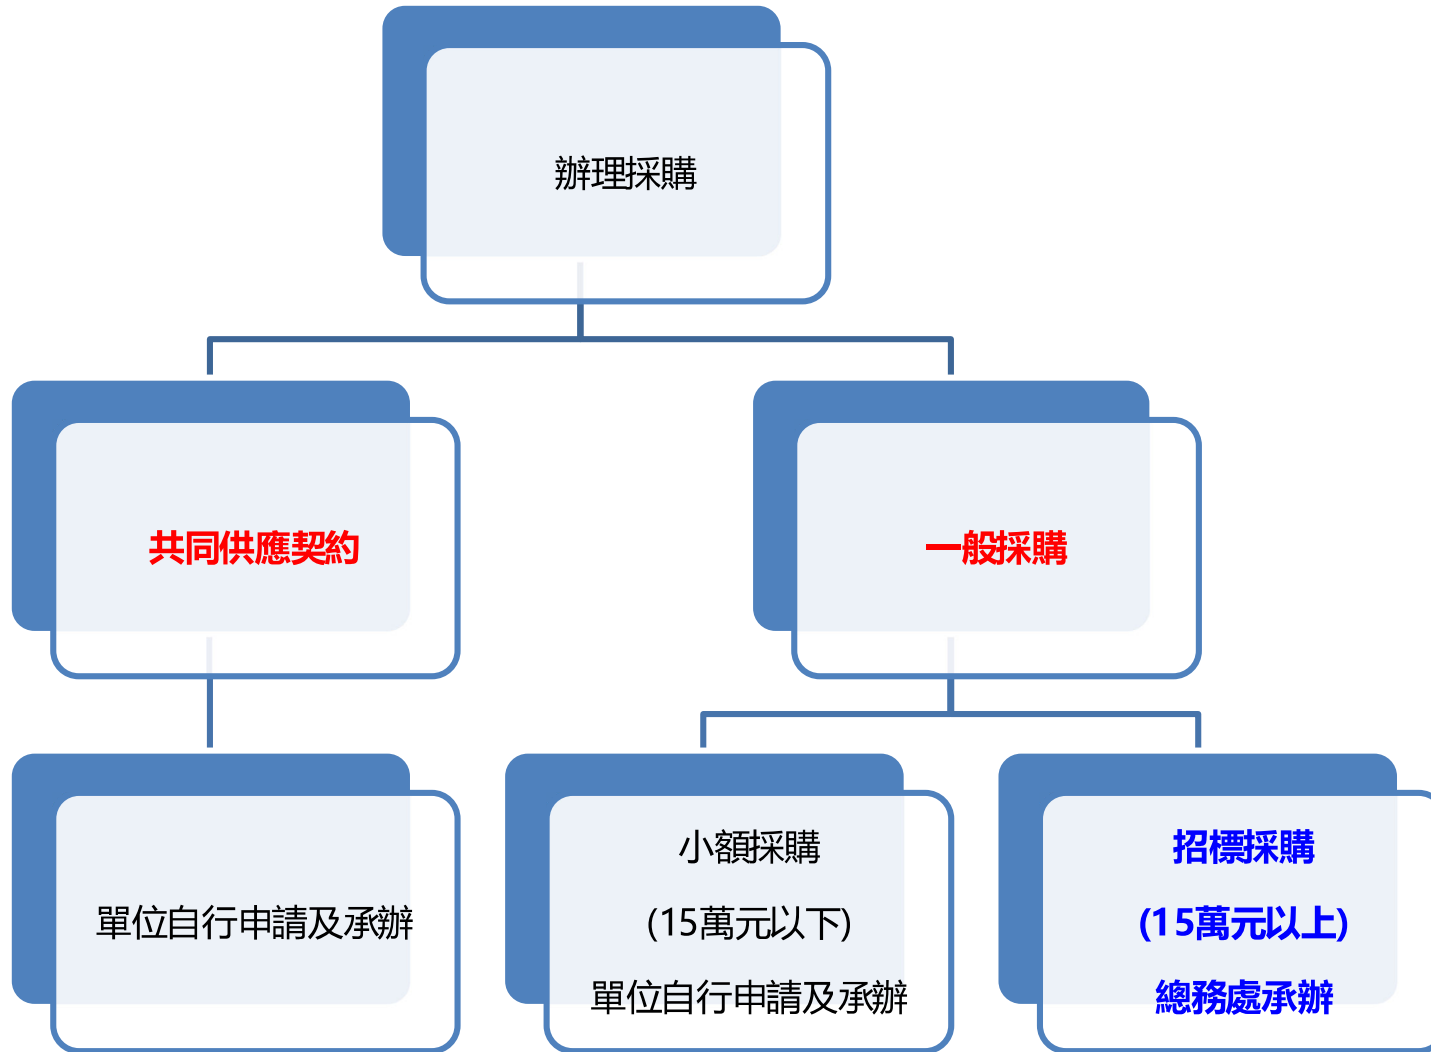 辦理採購
共同供應契約
一般採購
單位自行申請及承辦
小額採購
(15萬元以下)
單位自行申請及承辦
招標採購
(15萬元以上)
總務處承辦